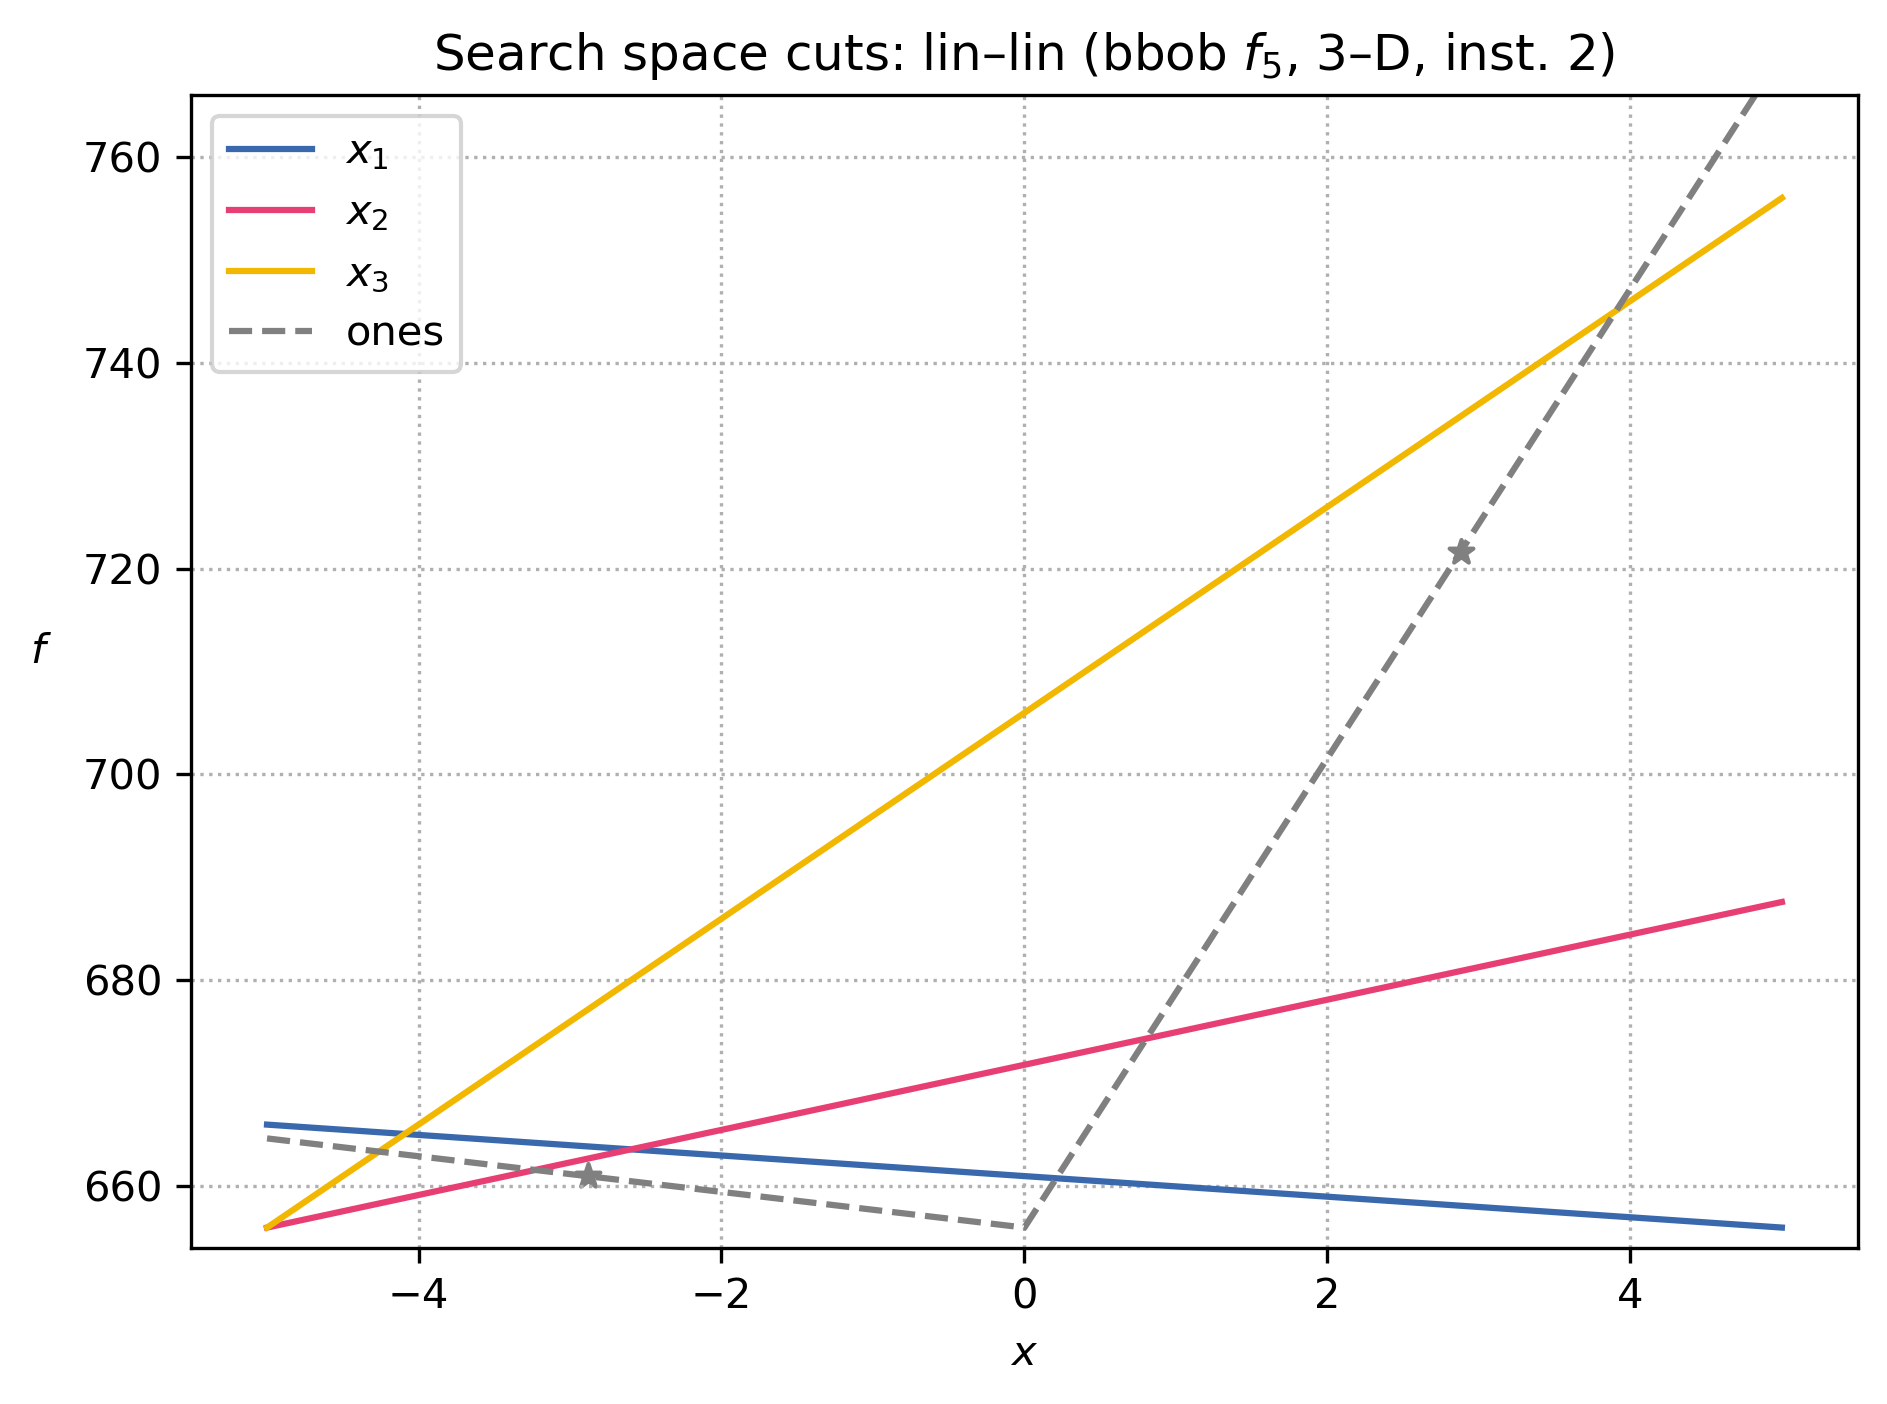 Search space cuts: lin–lin (bbob f5, 3–D, inst. 2)
x1
x2
x3
ones
760
740
720
700
680
660
f
−4
−2
0
2
4
x